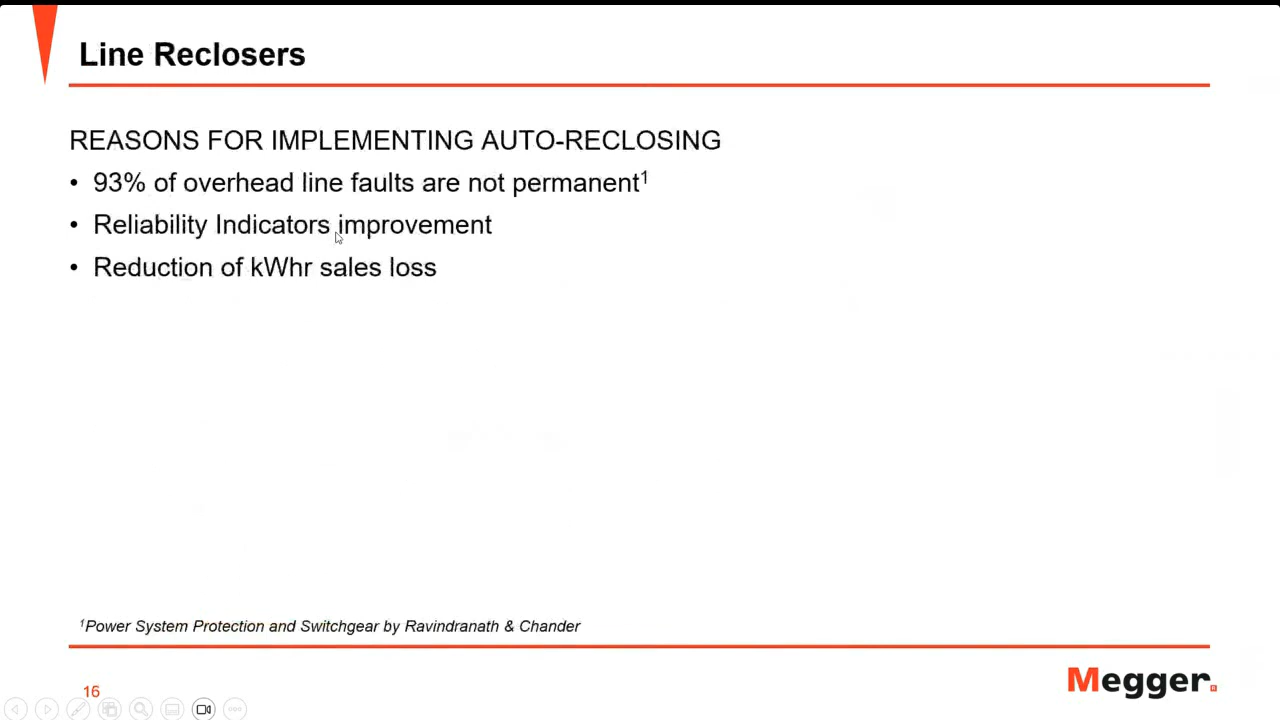 Line Reclosers
REASONS FOR IMPLEMENTING AUTO-RECLOSING
• 93% of overhead line faults are not permanent¹
• Reliability Indicators improvement
• Reduction of kWhr sales loss
¹Power System Protection and Switchgear by Ravindranath & Chander
16
Megger